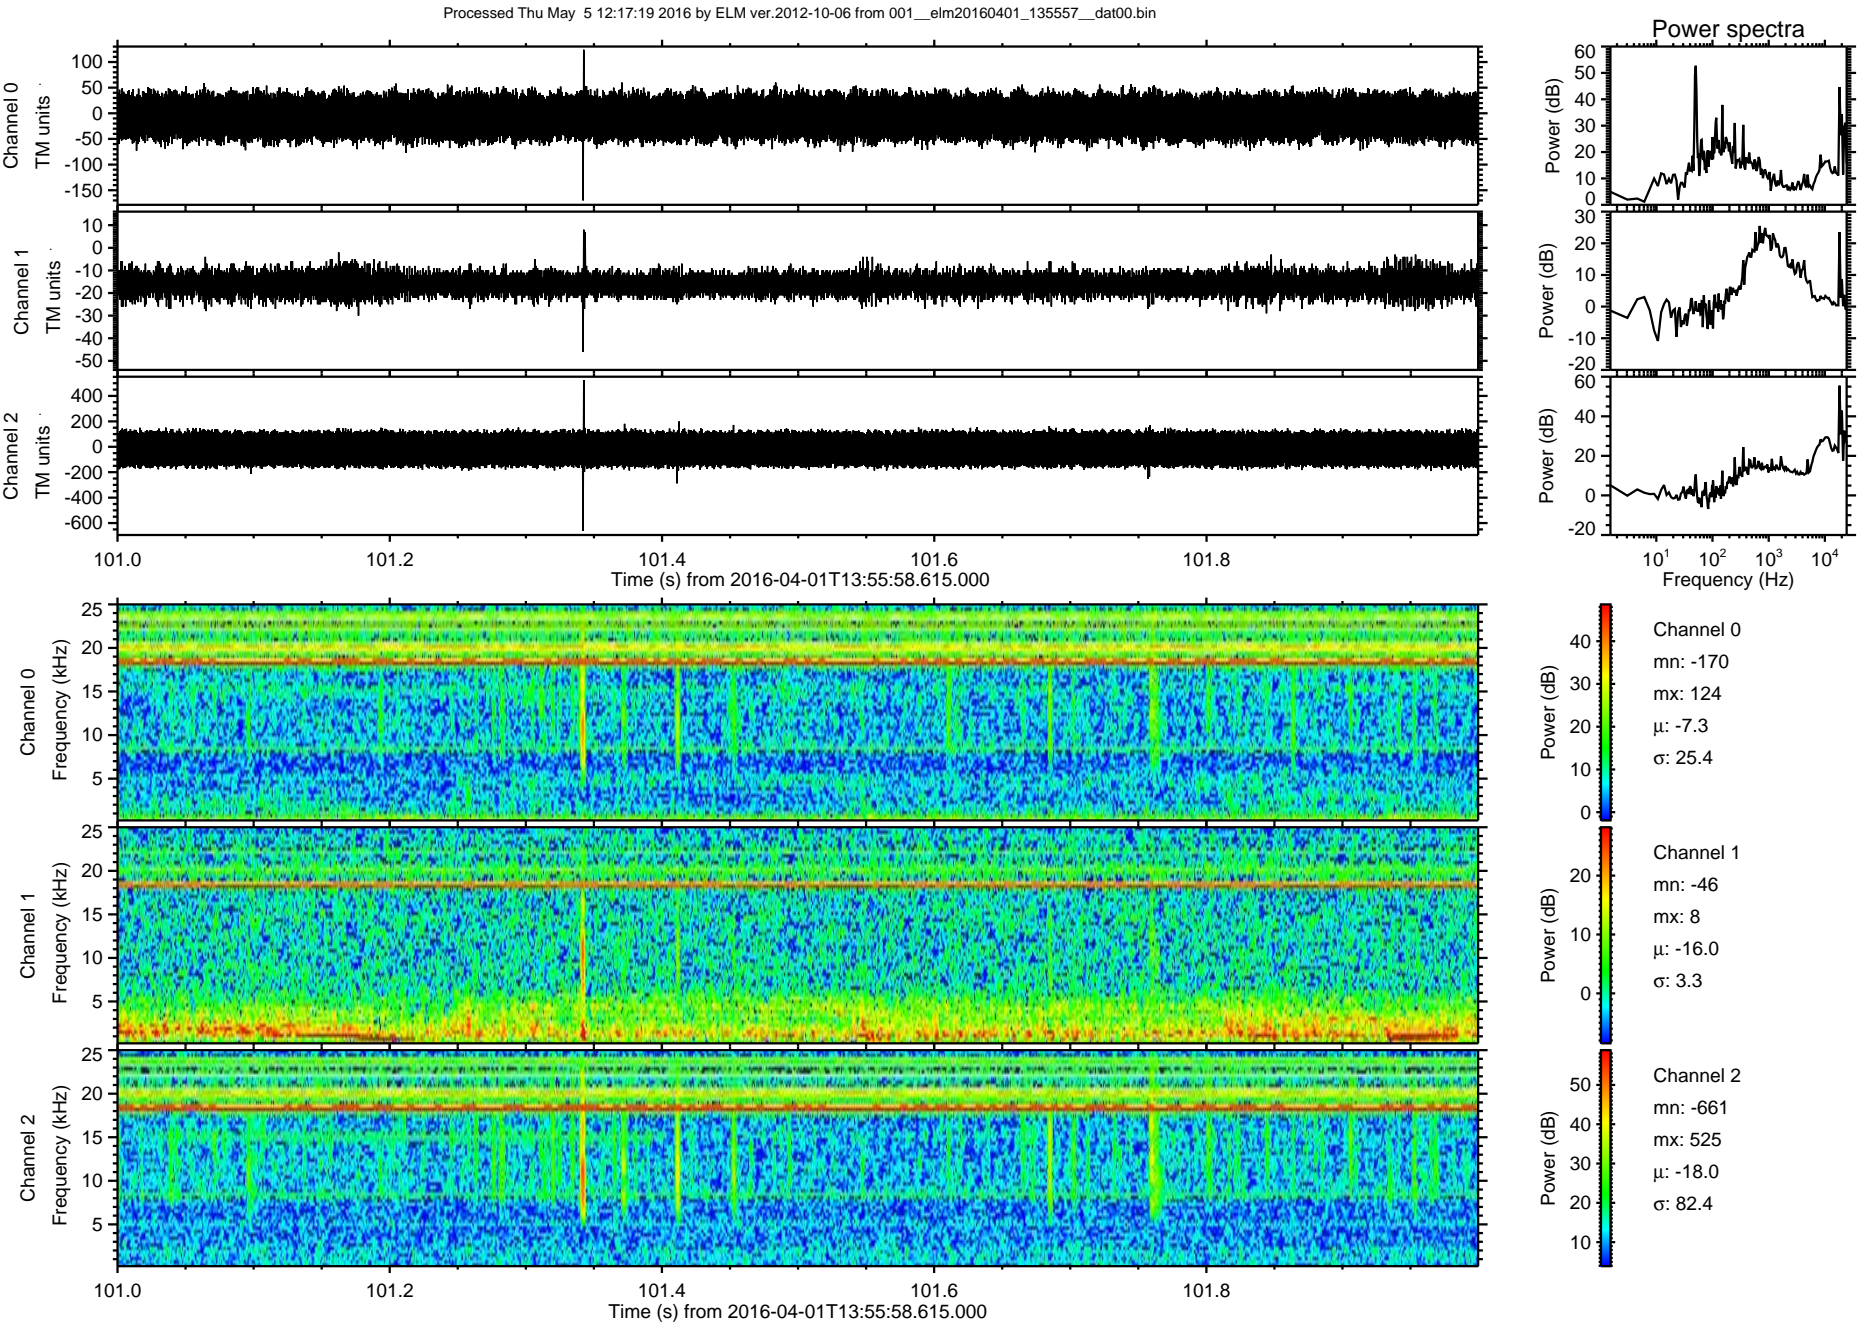 Processed Thu May 5 12:17:19 2016 by ELM ver.2012-10-06 from 001__elm20160401_135557__dat00.bin
Power spectra
Channel 0
TM units
100
50
0
-50
-100
-150
Power (dB)
60
50
40
30
20
10
0
Channel 1
TM units
10
0
-10
-20
-30
-40
-50
Power (dB)
30
20
10
0
-10
-20
Channel 2
TM units
400
200
0
-200
-400
-600
Power (dB)
60
40
20
0
-20
101.0 101.2 101.4 101.6 101.8
Time (s) from 2016-04-01T13:55:58.615.000
10¹ 10² 10³ 10⁴
Frequency (Hz)
Channel 0
Frequency (kHz)
25
20
15
10
5
Power (dB)
40
30
20
10
0
Channel 0
mn: -170
mx: 124
μ: -7.3
σ: 25.4
Channel 1
Frequency (kHz)
25
20
15
10
5
Power (dB)
20
10
0
Channel 1
mn: -46
mx: 8
μ: -16.0
σ: 3.3
Channel 2
Frequency (kHz)
25
20
15
10
5
Power (dB)
50
40
30
20
10
Channel 2
mn: -661
mx: 525
μ: -18.0
σ: 82.4
101.0 101.2 101.4 101.6 101.8
Time (s) from 2016-04-01T13:55:58.615.000